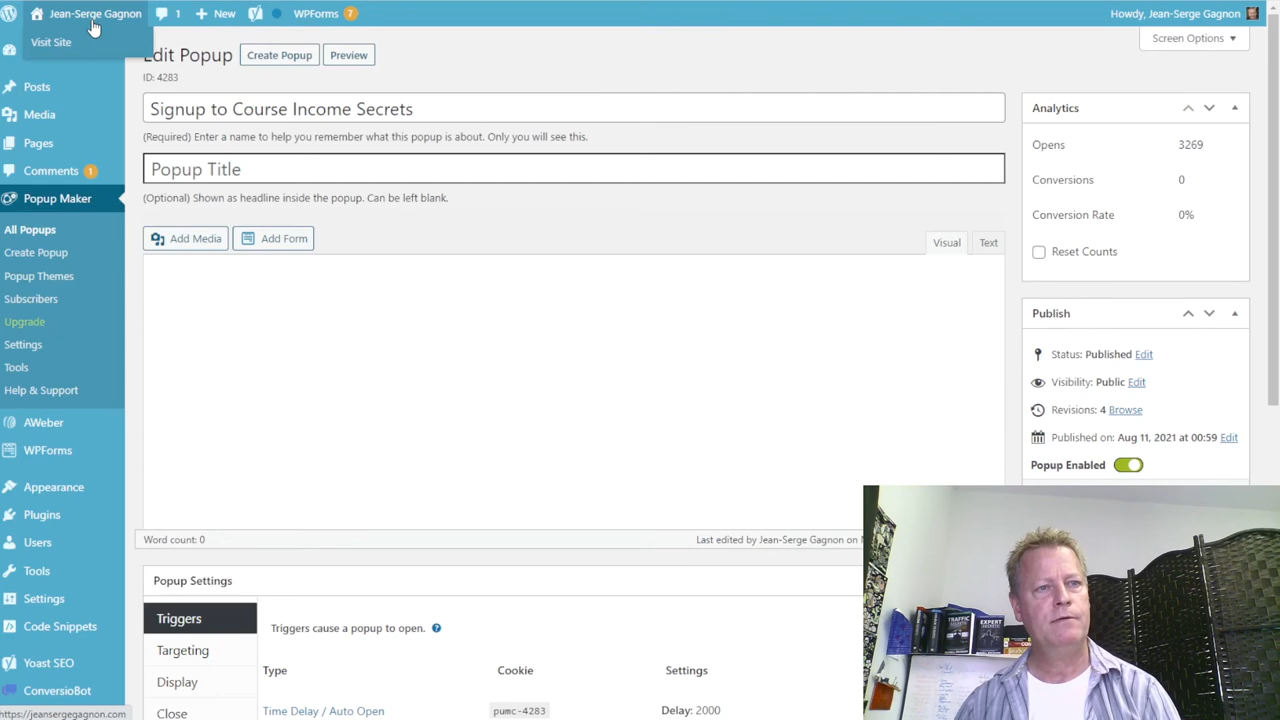 Jean-Serge Gagnon 1 New WPForms 7 Howdy, Jean-Serge Gagnon
Visit Site
Screen Options
Edit Popup Create Popup Preview
ID: 4283
Posts
Media
Pages
Comments 1
Popup Maker
All Popups
Create Popup
Popup Themes
Subscribers
Upgrade
Settings
Tools
Help & Support
AWeber
WPForms
Appearance
Plugins
Users
Tools
Settings
Code Snippets
Yoast SEO
ConversioBot
https://jeansergegagnon.com
Signup to Course Income Secrets
(Required) Enter a name to help you remember what this popup is about. Only you will see this.
Popup Title
(Optional) Shown as headline inside the popup. Can be left blank.
Add Media Add Form Visual Text
Word count: 0 Last edited by Jean-Serge Gagnon on
Popup Settings
Triggers
Targeting
Display
Close
Triggers cause a popup to open. ?
Type Cookie Settings
Time Delay / Auto Open pumc-4283 Delay: 2000
Analytics
Opens 3269
Conversions 0
Conversion Rate 0%
Reset Counts
Publish
Status: Published Edit
Visibility: Public Edit
Revisions: 4 Browse
Published on: Aug 11, 2021 at 00:59 Edit
Popup Enabled
TRAFFIC
SECRETS
EXPERT
SECRETS